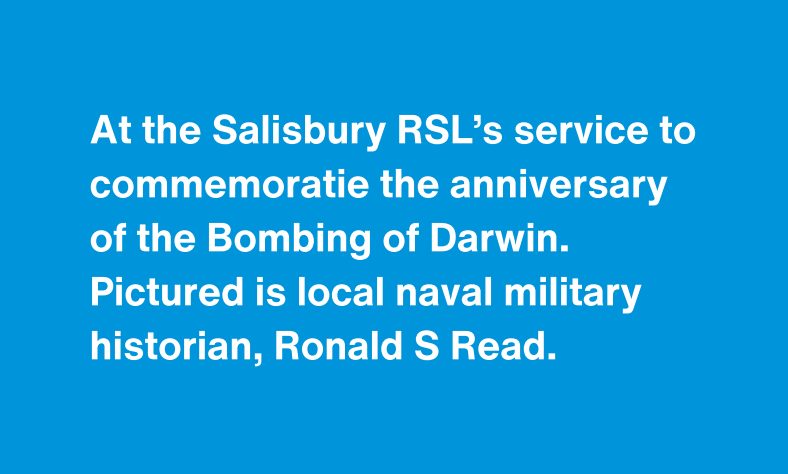 At the Salisbury RSL’s service to
commemoratie the anniversary
of the Bombing of Darwin.
Pictured is local naval military
historian, Ronald S Read.